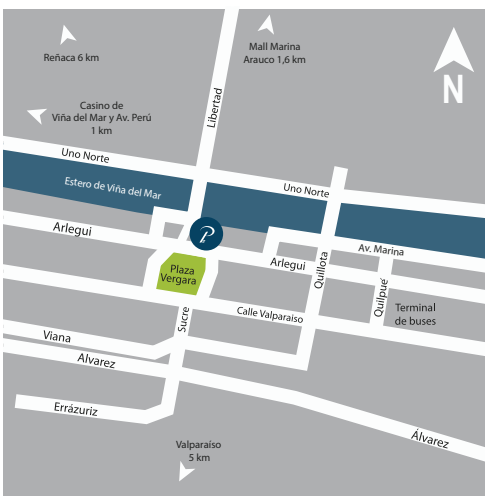 Reñaca 6 km
Mall Marina
Arauco 1,6 km
N
Casino de
Viña del Mar y Av. Perú
1 km
Libertad
Uno Norte
Estero de Viña del Mar
Uno Norte
Arlegui
Av. Marina
Arlegui
Plaza
Vergara
Quillota
Quilpué
Sucre
Calle Valparaiso
Terminal
de buses
Viana
Alvarez
Errázuriz
Álvarez
Valparaíso
5 km